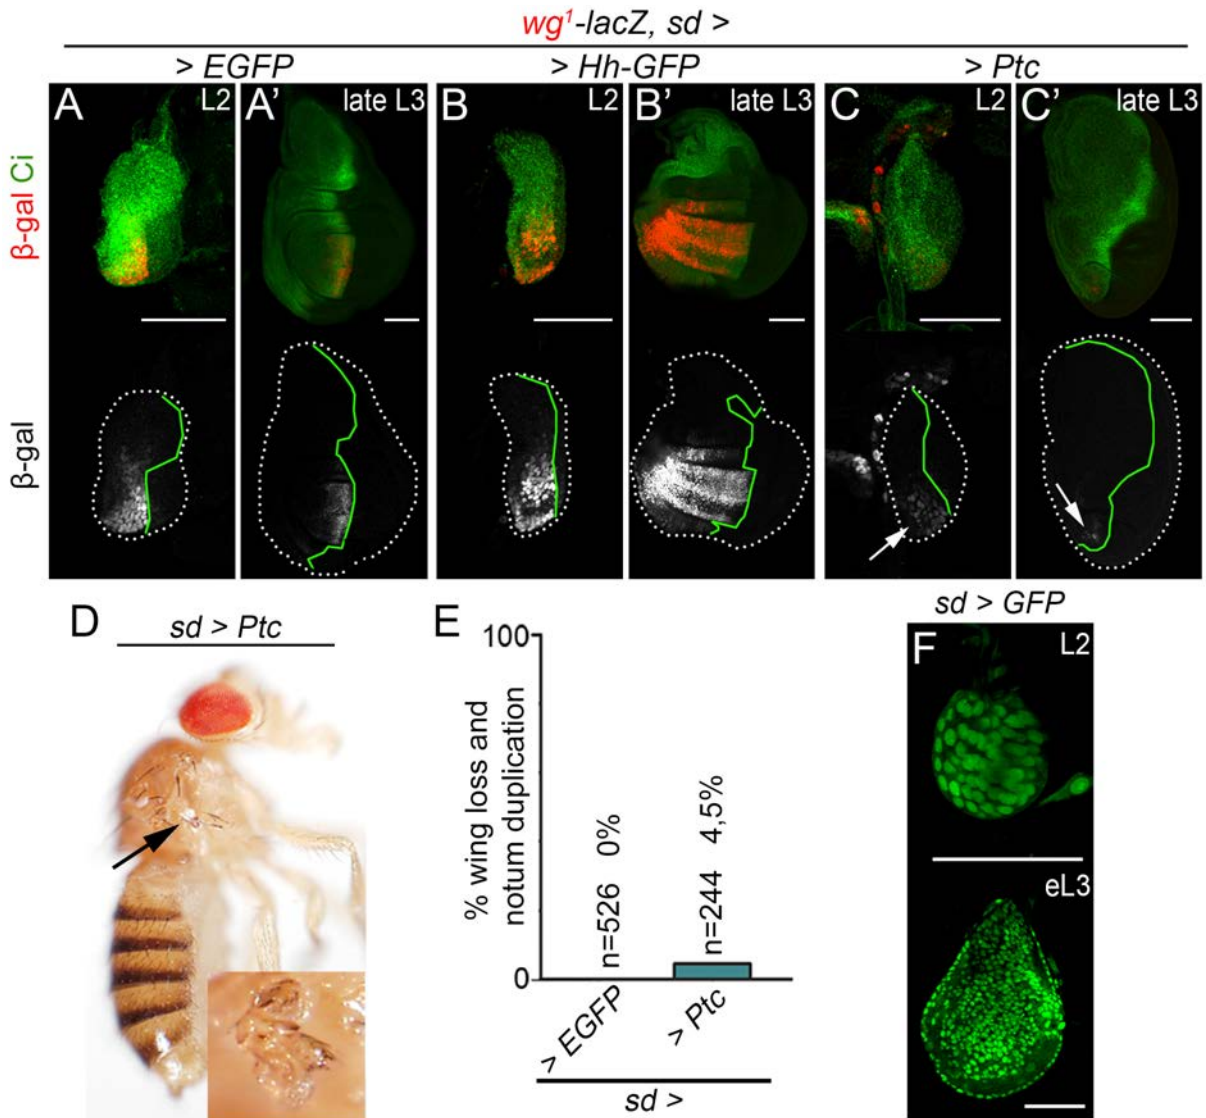 wg¹-lacZ, sd >
> EGFP > Hh-GFP > Ptc
A L2 A' late L3 B L2 B' late L3 C L2 C' late L3
β-gal Ci
β-gal
D sd > Ptc
E
100
0
% wing loss and
notum duplication
n=526 0%
n=244 4,5%
> EGFP
> Ptc
sd >
sd > GFP
F L2
eL3